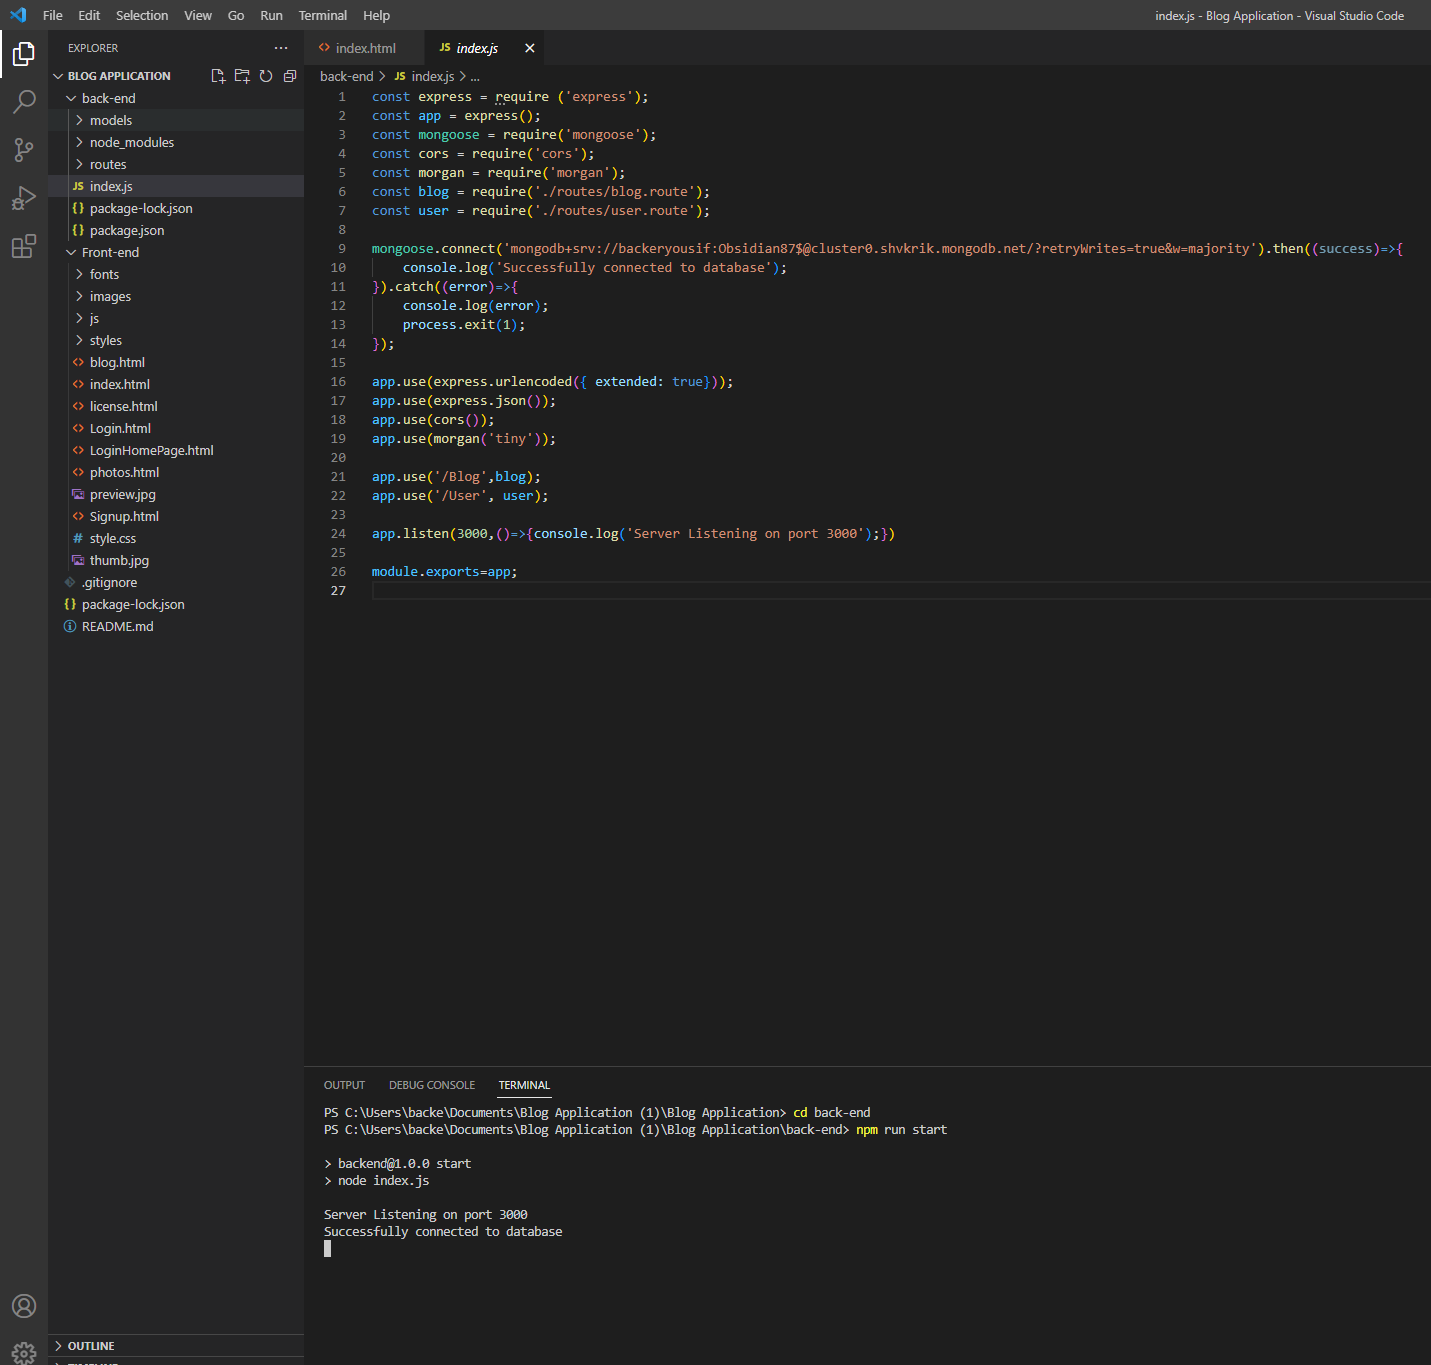 File Edit Selection View Go Run Terminal Help
index.js - Blog Application - Visual Studio Code
EXPLORER
BLOG APPLICATION
back-end
models
node_modules
routes
JS index.js
{} package-lock.json
{} package.json
Front-end
fonts
images
js
styles
<> blog.html
<> index.html
<> license.html
<> Login.html
<> LoginHomePage.html
<> photos.html
preview.jpg
<> Signup.html
# style.css
thumb.jpg
.gitignore
{} package-lock.json
README.md
OUTLINE
<> index.html
JS index.js
back-end > JS index.js > ...
1 const express = require ('express');
2 const app = express();
3 const mongoose = require('mongoose');
4 const cors = require('cors');
5 const morgan = require('morgan');
6 const blog = require('./routes/blog.route');
7 const user = require('./routes/user.route');
8
9 mongoose.connect('mongodb+srv://backeryousif:Obsidian87$@cluster0.shvkrik.mongodb.net/?retryWrites=true&w=majority').then((success)=>{
10 console.log('Successfully connected to database');
11 }).catch((error)=>{
12 console.log(error);
13 process.exit(1);
14 });
15
16 app.use(express.urlencoded({ extended: true}));
17 app.use(express.json());
18 app.use(cors());
19 app.use(morgan('tiny'));
20
21 app.use('/Blog',blog);
22 app.use('/User', user);
23
24 app.listen(3000,()=>{console.log('Server Listening on port 3000');})
25
26 module.exports=app;
27
OUTPUT DEBUG CONSOLE TERMINAL
PS C:\Users\backe\Documents\Blog Application (1)\Blog Application> cd back-end
PS C:\Users\backe\Documents\Blog Application (1)\Blog Application\back-end> npm run start
> backend@1.0.0 start
> node index.js
Server Listening on port 3000
Successfully connected to database